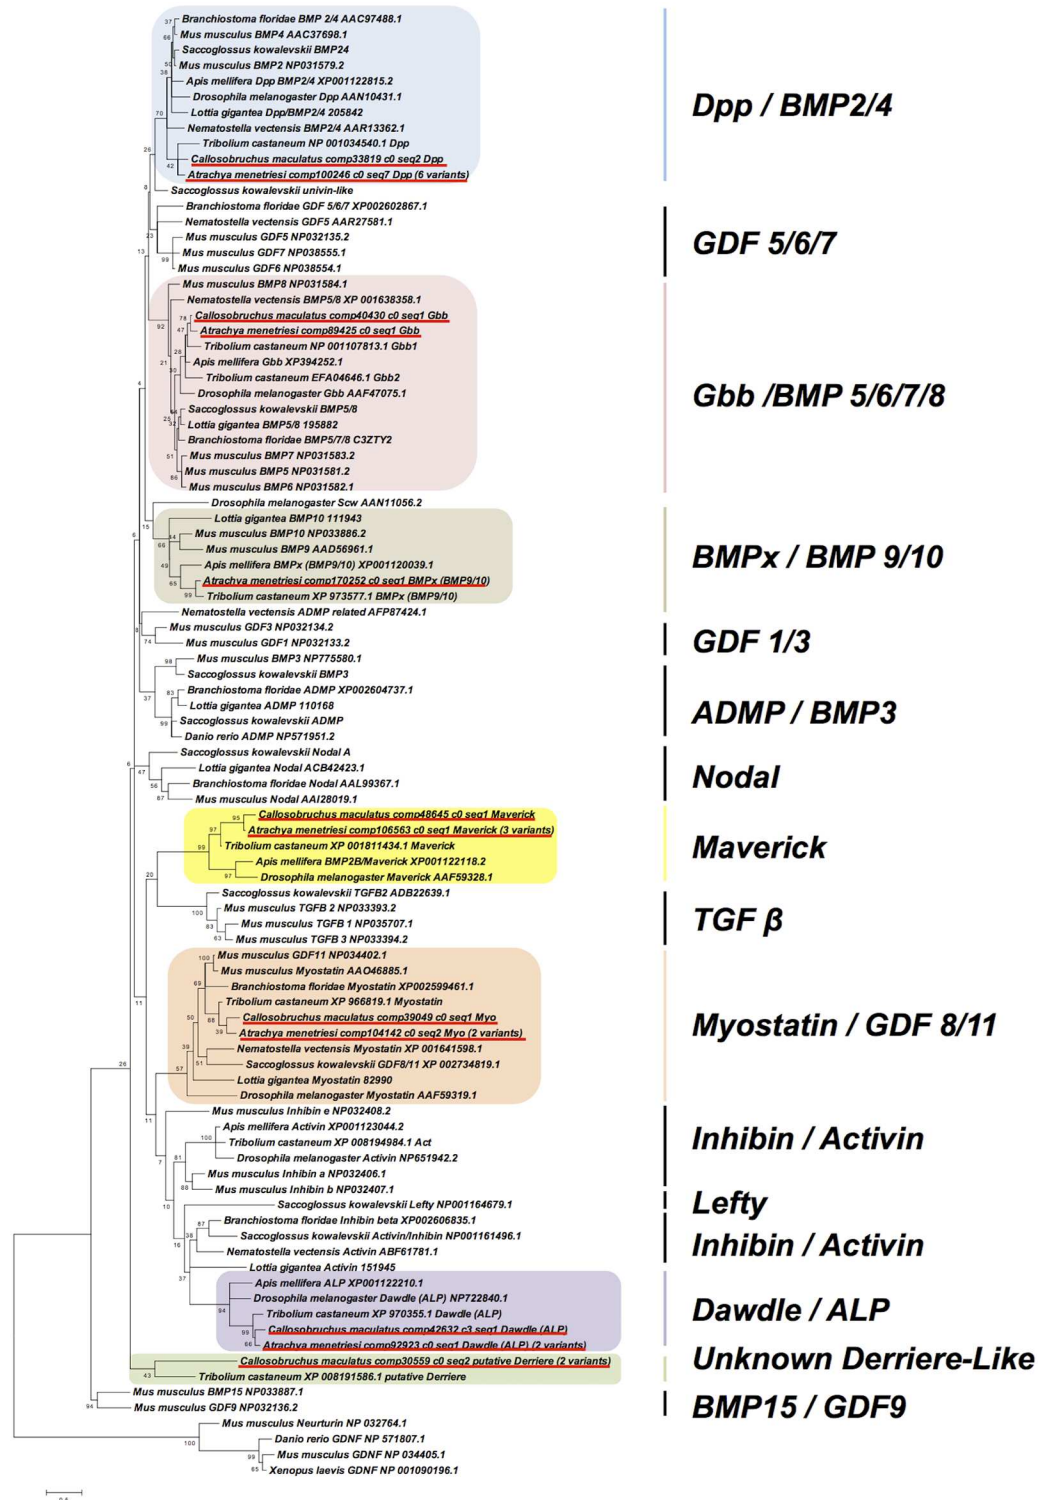 Branchiostoma floridae BMP 2/4 AAC97488.1
Mus musculus BMP4 AAC37698.1
Saccoglossus kowalevskii BMP24
Mus musculus BMP2 NP031579.2
Apis mellifera Dpp BMP2/4 XP001122815.2
Drosophila melanogaster Dpp AAN10431.1
Lottia gigantea Dpp/BMP2/4 205842
Nematostella vectensis BMP2/4 AAR13362.1
Tribolium castaneum NP 001034540.1 Dpp
Callosobruchus maculatus comp33819 c0 seq2 Dpp
Atrachya menetriesi comp100246 c0 seq7 Dpp (6 variants)
Dpp / BMP2/4
Saccoglossus kowalevskii univin-like
Branchiostoma floridae GDF 5/6/7 XP002602867.1
Nematostella vectensis GDF5 AAR27581.1
Mus musculus GDF5 NP032135.2
Mus musculus GDF7 NP038555.1
Mus musculus GDF6 NP038554.1
GDF 5/6/7
Mus musculus BMP8 NP031584.1
Nematostella vectensis BMP5/8 XP 001638358.1
Callosobruchus maculatus comp40430 c0 seq1 Gbb
Atrachya menetriesi comp89425 c0 seq1 Gbb
Tribolium castaneum NP 001107813.1 Gbb1
Apis mellifera Gbb XP394252.1
Tribolium castaneum EFA04646.1 Gbb2
Drosophila melanogaster Gbb AAF47075.1
Saccoglossus kowalevskii BMP5/8
Lottia gigantea BMP5/8 195882
Branchiostoma floridae BMP5/7/8 C3ZTY2
Mus musculus BMP7 NP031583.2
Mus musculus BMP5 NP031581.2
Mus musculus BMP6 NP031582.1
Gbb /BMP 5/6/7/8
Drosophila melanogaster Scw AAN11056.2
Lottia gigantea BMP10 111943
Mus musculus BMP10 NP033886.2
Mus musculus BMP9 AAD56961.1
Apis mellifera BMPx (BMP9/10) XP001120039.1
Atrachya menetriesi comp170252 c0 seq1 BMPx (BMP9/10)
Tribolium castaneum XP 973577.1 BMPx (BMP9/10)
BMPx / BMP 9/10
Nematostella vectensis ADMP related AFP87424.1
Mus musculus GDF3 NP032134.2
Mus musculus GDF1 NP032133.2
GDF 1/3
Mus musculus BMP3 NP775580.1
Saccoglossus kowalevskii BMP3
Branchiostoma floridae ADMP XP002604737.1
Lottia gigantea ADMP 110168
Saccoglossus kowalevskii ADMP
Danio rerio ADMP NP571951.2
ADMP / BMP3
Saccoglossus kowalevskii Nodal A
Lottia gigantea Nodal ACB42423.1
Branchiostoma floridae Nodal AAL99367.1
Mus musculus Nodal AAI28019.1
Nodal
Callosobruchus maculatus comp48645 c0 seq1 Maverick
Atrachya menetriesi comp106563 c0 seq1 Maverick (3 variants)
Tribolium castaneum XP 001811434.1 Maverick
Apis mellifera BMP2B/Maverick XP001122118.2
Drosophila melanogaster Maverick AAF59328.1
Maverick
Saccoglossus kowalevskii TGFB2 ADB22639.1
Mus musculus TGFB 2 NP033393.2
Mus musculus TGFB 1 NP035707.1
Mus musculus TGFB 3 NP033394.2
TGF β
Mus musculus GDF11 NP034402.1
Mus musculus Myostatin AAO46885.1
Branchiostoma floridae Myostatin XP002599461.1
Tribolium castaneum XP 966819.1 Myostatin
Callosobruchus maculatus comp39049 c0 seq1 Myo
Atrachya menetriesi comp104142 c0 seq2 Myo (2 variants)
Nematostella vectensis Myostatin XP 001641598.1
Saccoglossus kowalevskii GDF8/11 XP 002734819.1
Lottia gigantea Myostatin 82990
Drosophila melanogaster Myostatin AAF59319.1
Myostatin / GDF 8/11
Mus musculus Inhibin e NP032408.2
Apis mellifera Activin XP001123044.2
Tribolium castaneum XP 008194984.1 Act
Drosophila melanogaster Activin NP651942.2
Mus musculus Inhibin a NP032406.1
Mus musculus Inhibin b NP032407.1
Inhibin / Activin
Saccoglossus kowalevskii Lefty NP001164679.1
Lefty
Branchiostoma floridae Inhibin beta XP002606835.1
Saccoglossus kowalevskii Activin/Inhibin NP001161496.1
Nematostella vectensis Activin ABF61781.1
Lottia gigantea Activin 151945
Inhibin / Activin
Apis mellifera ALP XP001122210.1
Drosophila melanogaster Dawdle (ALP) NP722840.1
Tribolium castaneum XP 970355.1 Dawdle (ALP)
Callosobruchus maculatus comp42632 c3 seq1 Dawdle (ALP)
Atrachya menetriesi comp92923 c0 seq1 Dawdle (ALP) (2 variants)
Dawdle / ALP
Callosobruchus maculatus comp30559 c0 seq2 putative Derriere (2 variants)
Tribolium castaneum XP 008191586.1 putative Derriere
Unknown Derriere-Like
Mus musculus BMP15 NP033887.1
Mus musculus GDF9 NP032136.2
BMP15 / GDF9
Mus musculus Neurturin NP 032764.1
Danio rerio GDNF NP 571807.1
Mus musculus GDNF NP 034405.1
Xenopus laevis GDNF NP 001090196.1